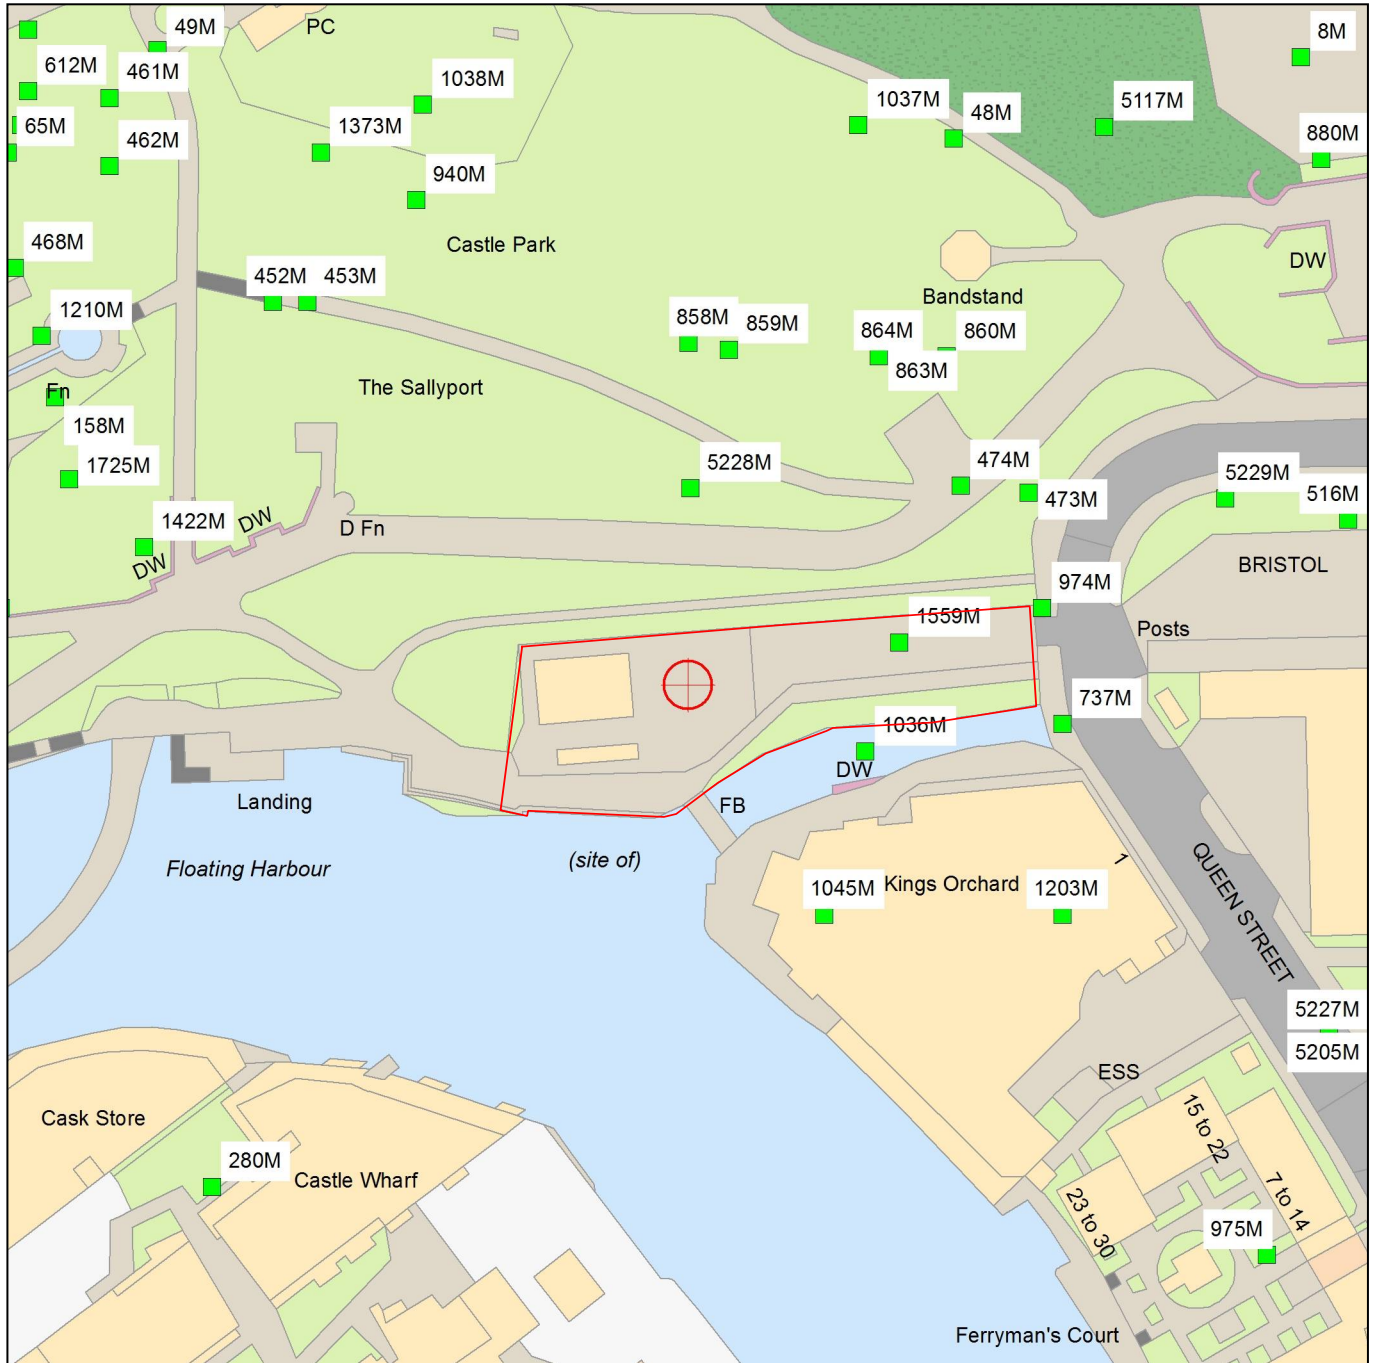 49M
PC
8M
612M
461M
1038M
1037M
48M
5117M
65M
462M
1373M
880M
940M
468M
Castle Park
DW
452M
453M
Bandstand
1210M
858M
859M
864M
860M
863M
Fn
The Sallyport
158M
1725M
5228M
474M
473M
5229M
516M
1422M
DW
D Fn
DW
BRISTOL
974M
1559M
Posts
737M
1036M
DW
Landing
FB
Floating Harbour
(site of)
1
1045M
Kings Orchard
1203M
QUEEN STREET
5227M
5205M
ESS
Cask Store
15 to 22
280M
Castle Wharf
7 to 14
23 to 30
975M
Ferryman's Court